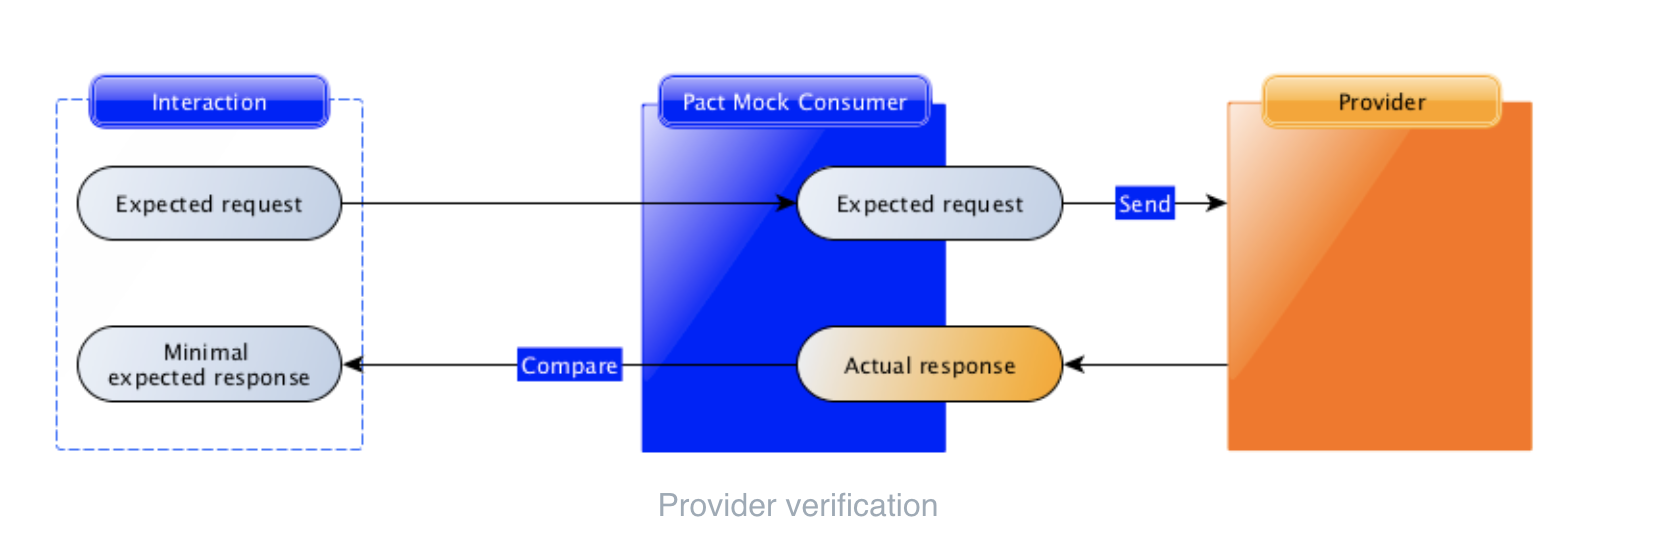 Interaction
Pact Mock Consumer
Provider
Expected request
Expected request
Send
Minimal
expected response
Compare
Actual response
Provider verification